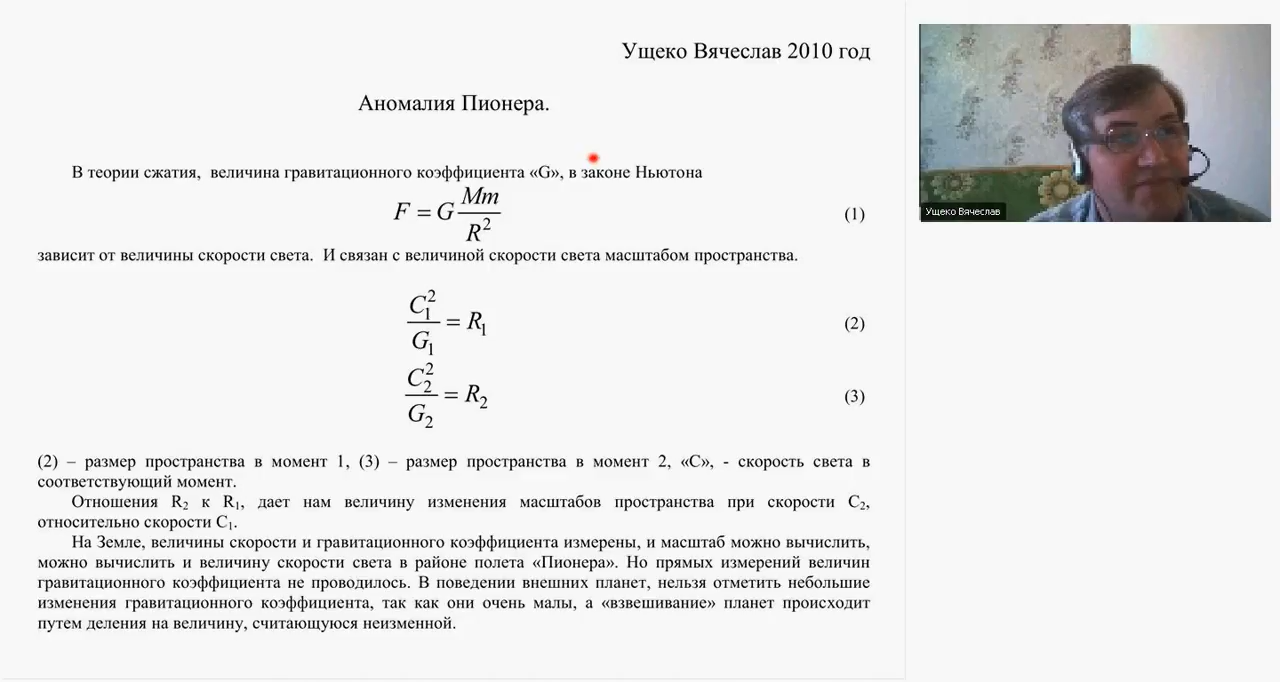 Ущеко Вячеслав 2010 год
Аномалия Пионера.
В теории сжатия, величина гравитационного коэффициента «G», в законе Ньютона
F = G Mm / R² (1)
зависит от величины скорости света. И связан с величиной скорости света масштабом пространства.
C₁² / G₁ = R₁ (2)
C₂² / G₂ = R₂ (3)
(2) – размер пространства в момент 1, (3) – размер пространства в момент 2, «С», - скорость света в
соответствующий момент.
Отношения R₂ к R₁, дает нам величину изменения масштабов пространства при скорости С₂,
относительно скорости С₁.
На Земле, величины скорости и гравитационного коэффициента измерены, и масштаб можно вычислить,
можно вычислить и величину скорости света в районе полета «Пионера». Но прямых измерений величин
гравитационного коэффициента не проводилось. В поведении внешних планет, нельзя отметить небольшие
изменения гравитационного коэффициента, так как они очень малы, а «взвешивание» планет происходит
путем деления на величину, считающуюся неизменной.
Ущеко Вячеслав